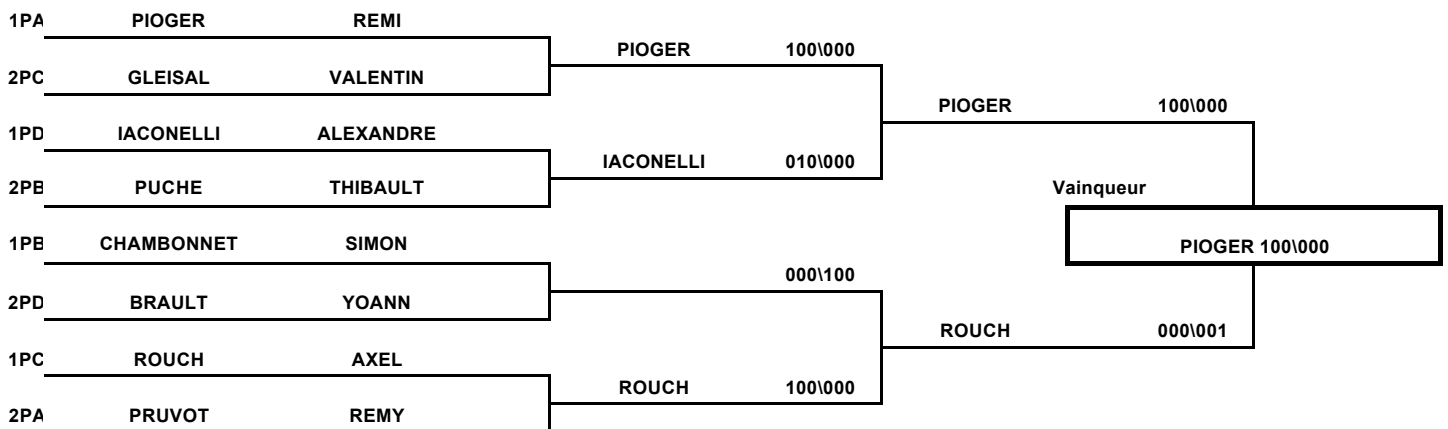 1PA PIOGER REMI
PIOGER 100\000
2PC GLEISAL VALENTIN
PIOGER 100\000
1PD IACONELLI ALEXANDRE
IACONELLI 010\000
2PB PUCHE THIBAULT
Vainqueur
1PB CHAMBONNET SIMON
PIOGER 100\000
000\100
2PD BRAULT YOANN
ROUCH 000\001
1PC ROUCH AXEL
ROUCH 100\000
2PA PRUVOT REMY